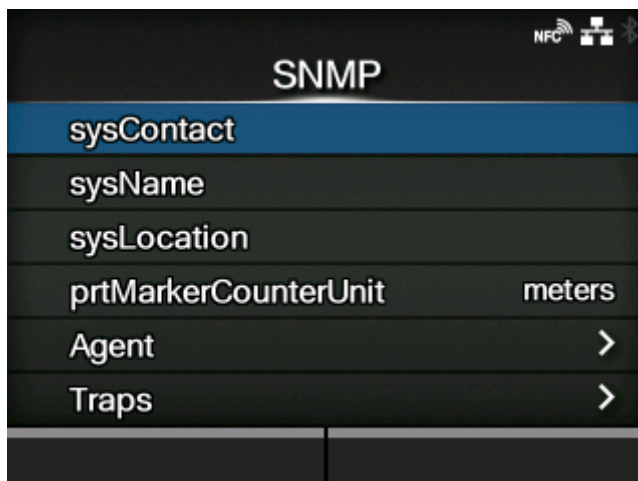 NFC
SNMP
sysContact
sysName
sysLocation
prtMarkerCounterUnit meters
Agent
Traps